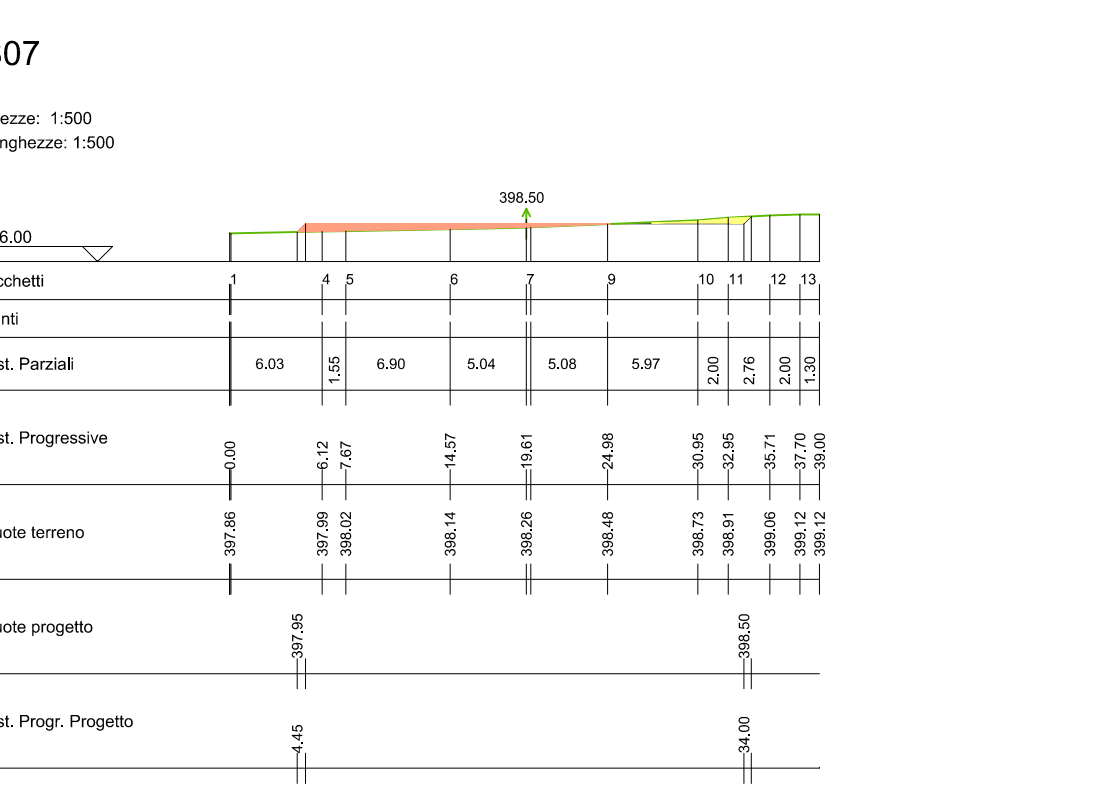 07
ezze: 1:500
nghezze: 1:500
398.50
6.00
cchetti 1 4 5 6 7 9 10 11 12 13
nti
st. Parziali 6.03 1.55 6.90 5.04 5.08 5.97 2.00 2.76 2.00 1.30
st. Progressive 0.00 6.12 7.67 14.57 19.61 24.98 30.95 32.95 35.71 37.70 39.00
uote terreno 397.86 397.99 398.02 398.14 398.26 398.48 398.73 398.91 399.06 399.12 399.12
uote progetto 397.95 398.50
st. Progr. Progetto 4.45 34.00